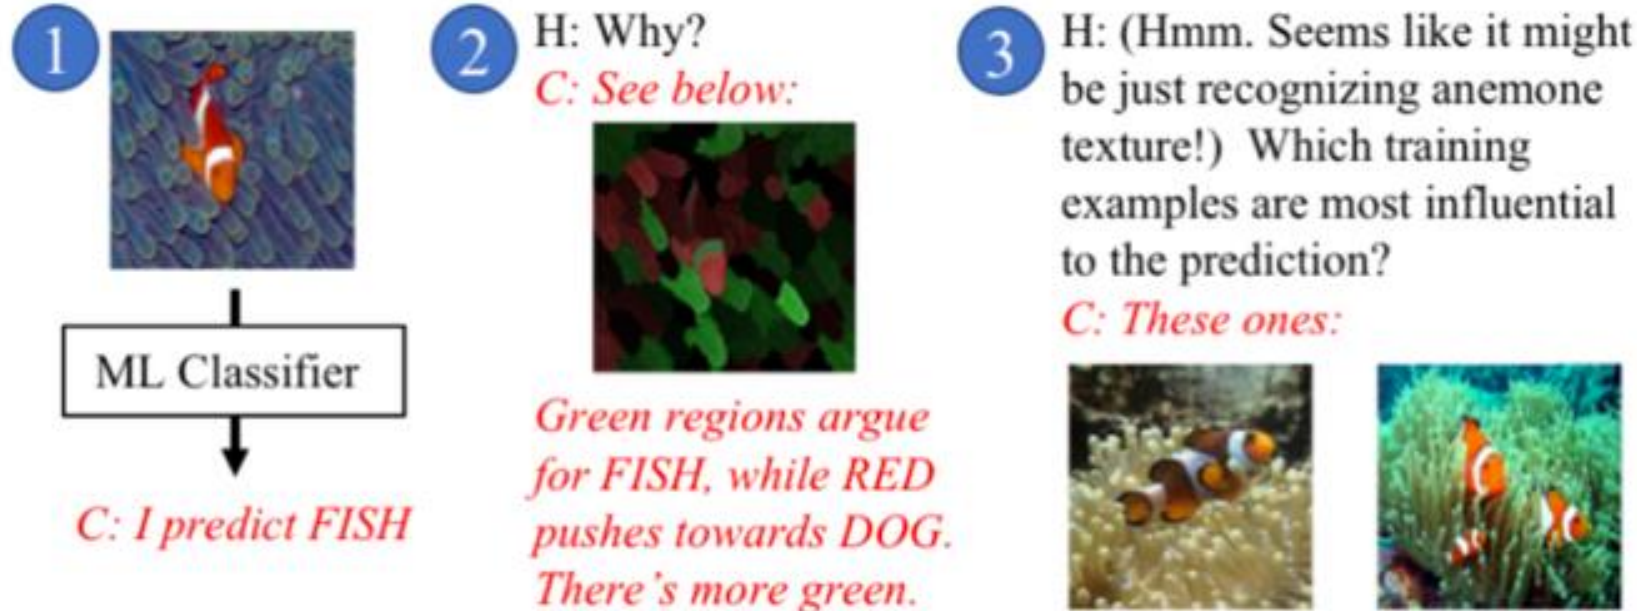 1
ML Classifier
C: I predict FISH
2
H: Why?
C: See below:
Green regions argue
for FISH, while RED
pushes towards DOG.
There's more green.
3
H: (Hmm. Seems like it might
be just recognizing anemone
texture!) Which training
examples are most influential
to the prediction?
C: These ones: